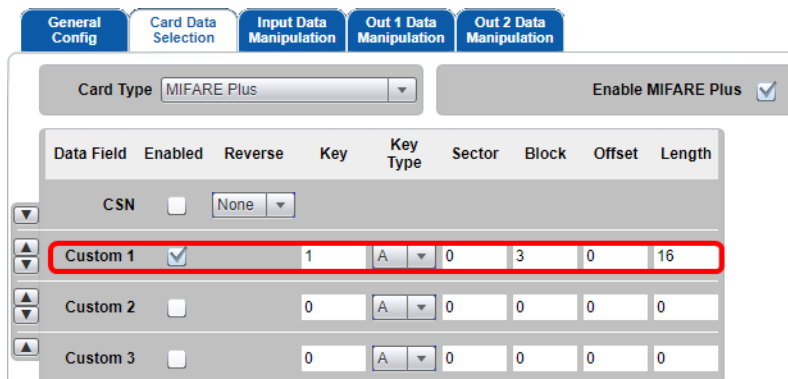 General Config
Card Data Selection
Input Data Manipulation
Out 1 Data Manipulation
Out 2 Data Manipulation
Card Type MIFARE Plus
Enable MIFARE Plus
Data Field Enabled Reverse Key Key Type Sector Block Offset Length
CSN None
Custom 1 1 A 0 3 0 16
Custom 2 0 A 0 0 0 0
Custom 3 0 A 0 0 0 0